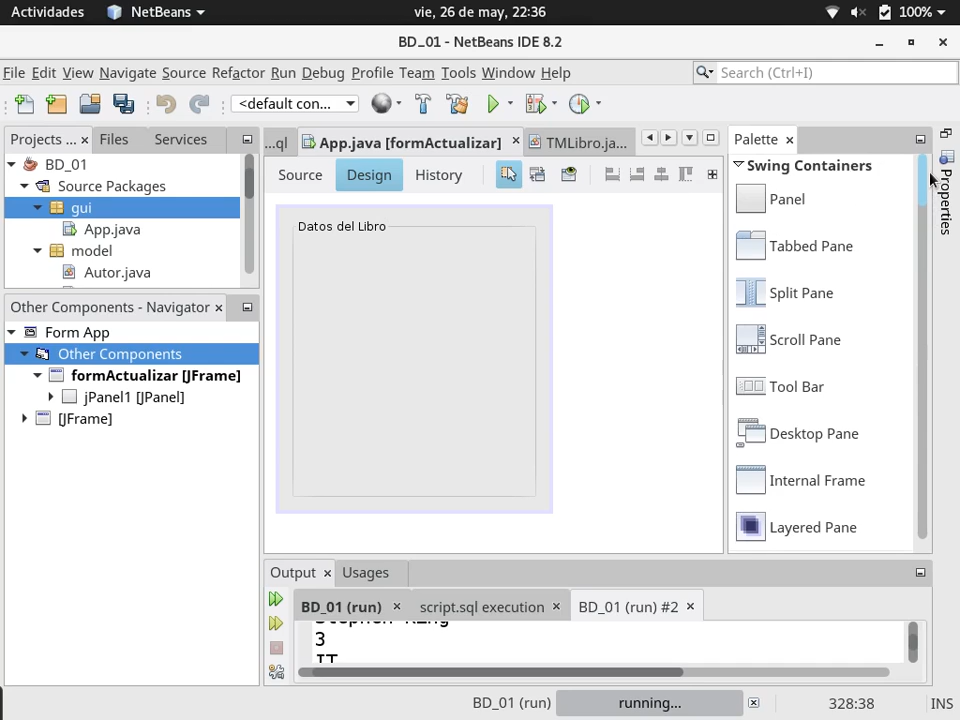 Actividades NetBeans vie, 26 de may, 22:36 100%
BD_01 - NetBeans IDE 8.2
File Edit View Navigate Source Refactor Run Debug Profile Team Tools Window Help Search (Ctrl+I)
<default con...
Projects ... Files Services
...ql App.java [formActualizar] TMLibro.ja...
Palette
BD_01
Source Packages
gui
App.java
model
Autor.java
Source Design History
Datos del Libro
Swing Containers
Panel
Tabbed Pane
Split Pane
Scroll Pane
Tool Bar
Desktop Pane
Internal Frame
Layered Pane
Properties
Other Components - Navigator
Form App
Other Components
formActualizar [JFrame]
jPanel1 [JPanel]
[JFrame]
Output Usages
BD_01 (run) script.sql execution BD_01 (run) #2
Stephen King
3
IT
BD_01 (run) running... 328:38 INS